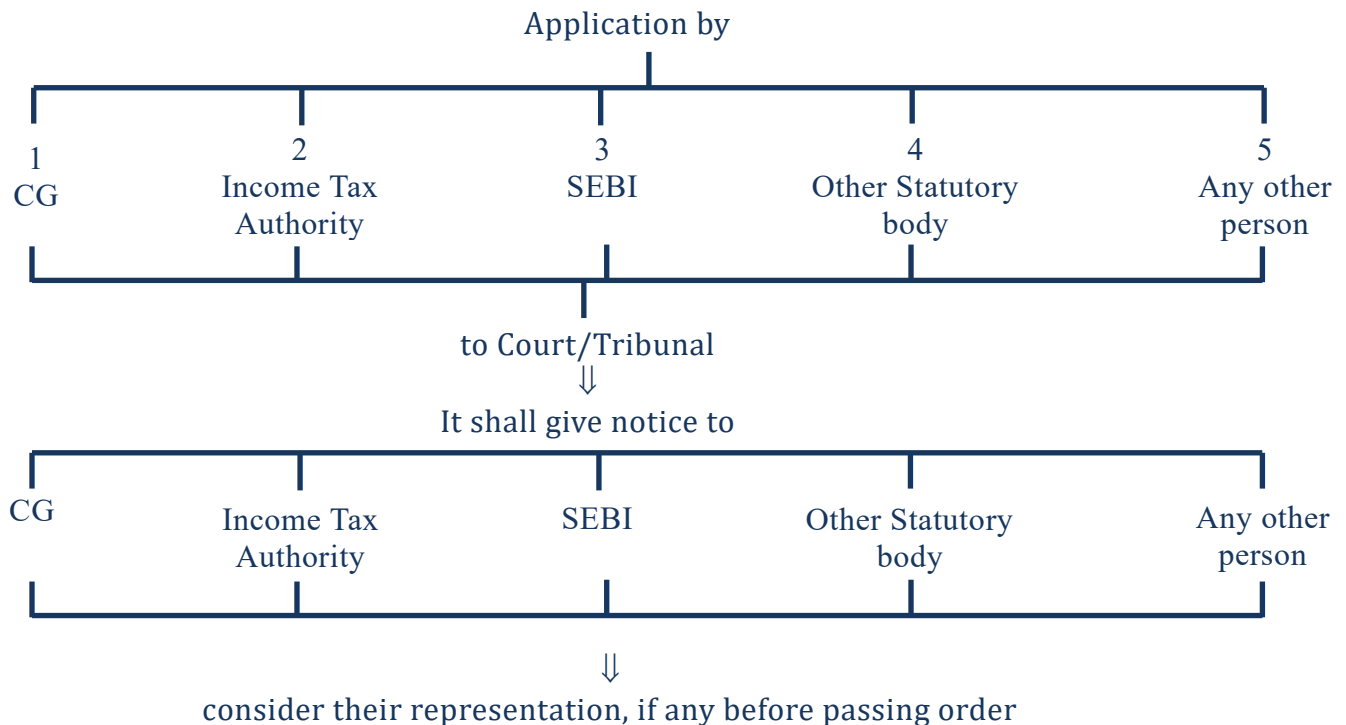 Application by
1 2 3 4 5
CG Income Tax Authority SEBI Other Statutory body Any other person
to Court/Tribunal
⇓
It shall give notice to
CG Income Tax Authority SEBI Other Statutory body Any other person
⇓
consider their representation, if any before passing order